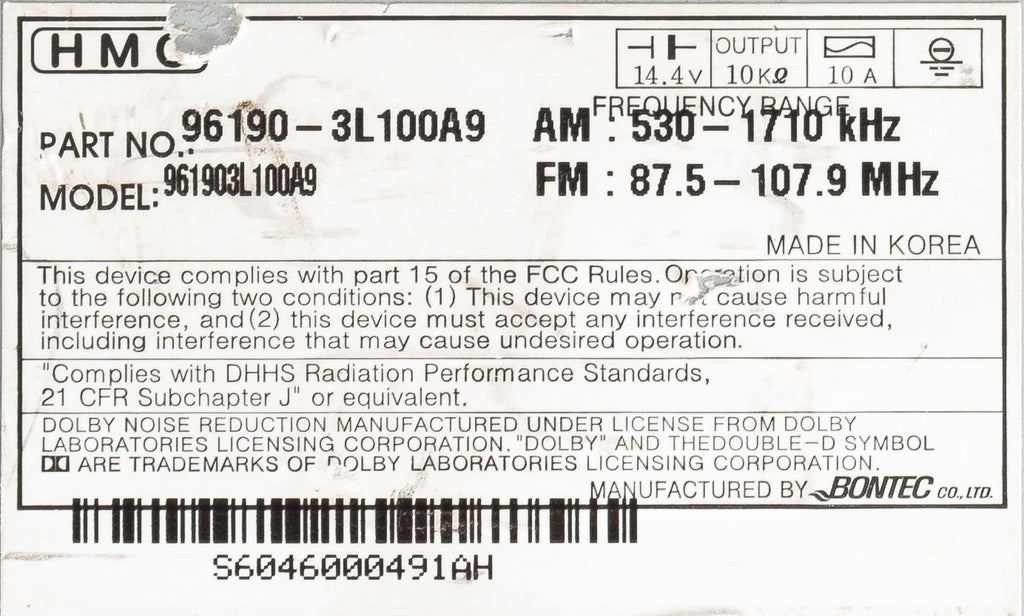 HMC
14.4V
OUTPUT
10KΩ
10 A
FREQUENCY RANGE
PART NO.: 96190-3L100A9
AM : 530-1710 kHz
MODEL: 961903L100A9
FM : 87.5-107.9 MHz
MADE IN KOREA
This device complies with part 15 of the FCC Rules. Operation is subject
to the following two conditions: (1) This device may not cause harmful
interference, and (2) this device must accept any interference received,
including interference that may cause undesired operation.
"Complies with DHHS Radiation Performance Standards,
21 CFR Subchapter J" or equivalent.
DOLBY NOISE REDUCTION MANUFACTURED UNDER LICENSE FROM DOLBY
LABORATORIES LICENSING CORPORATION. "DOLBY" AND THEDOUBLE-D SYMBOL
ARE TRADEMARKS OF DOLBY LABORATORIES LICENSING CORPORATION.
MANUFACTURED BY BONTEC CO., LTD.
S6046000491AH